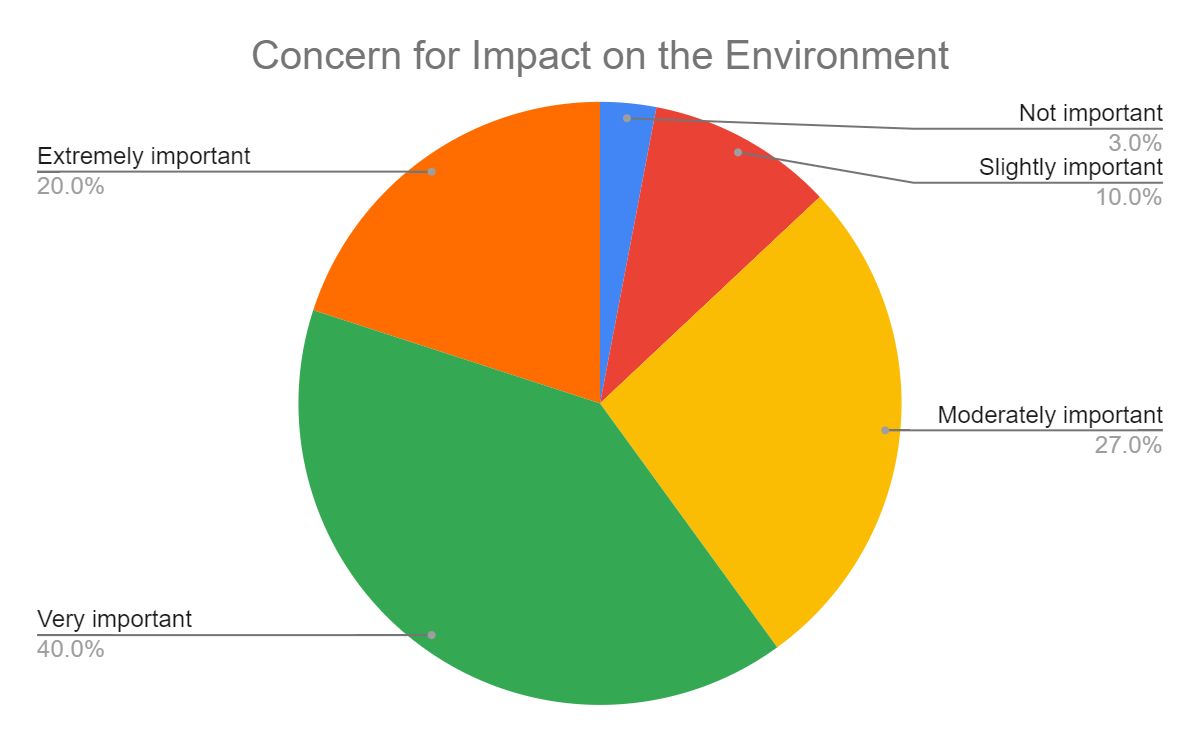 Concern for Impact on the Environment
Not important
3.0%
Slightly important
10.0%
Extremely important
20.0%
Moderately important
27.0%
Very important
40.0%